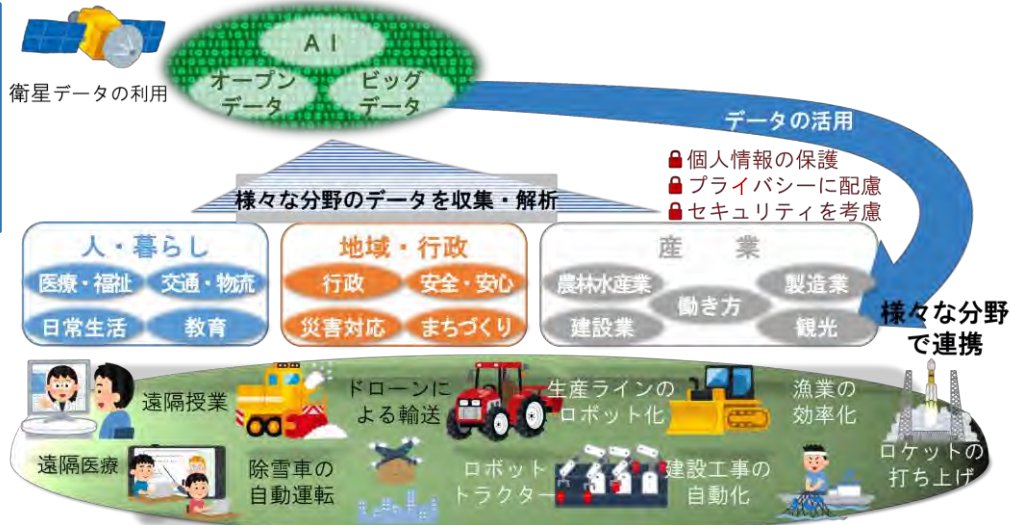 AI
オープン
データ
ビッグ
データ
衛星データの利用
データの活用
個人情報の保護
プライバシーに配慮
セキュリティを考慮
様々な分野のデータを収集・解析
人・暮らし
医療・福祉
交通・物流
日常生活
教育
地域・行政
行政
安全・安心
災害対応
まちづくり
産業
農林水産業
製造業
働き方
建設業
観光
様々な分野
で連携
遠隔授業
ドローンに
よる輸送
生産ラインの
ロボット化
漁業の
効率化
遠隔医療
除雪車の
自動運転
ロボット
トラクター
建設工事の
自動化
ロケットの
打ち上げ